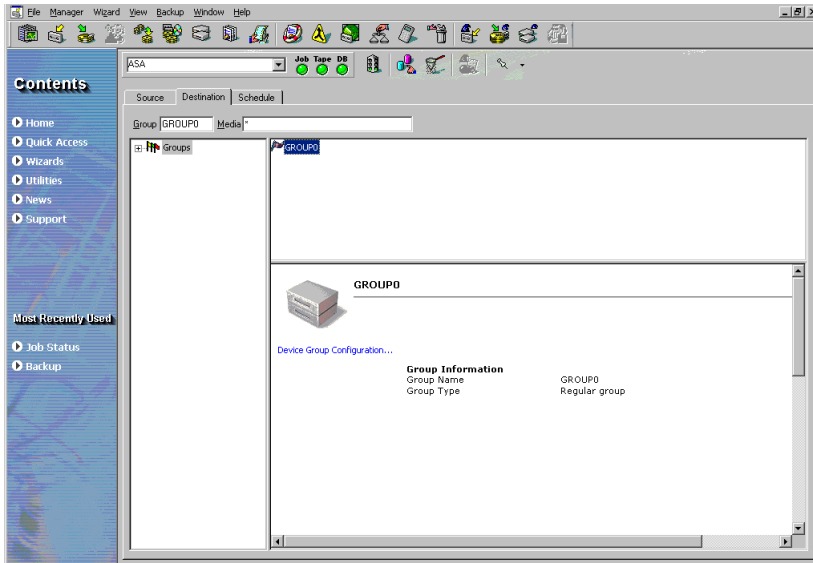 File Manager Wizard View Backup Window Help
ASA
Job Tape DB
Contents
Source Destination Schedule
Home
Group GROUP0 Media *
Quick Access
Groups
GROUP0
Wizards
Utilities
News
Support
GROUP0
Most Recently Used
Job Status
Device Group Configuration...
Backup
Group Information
Group Name GROUP0
Group Type Regular group